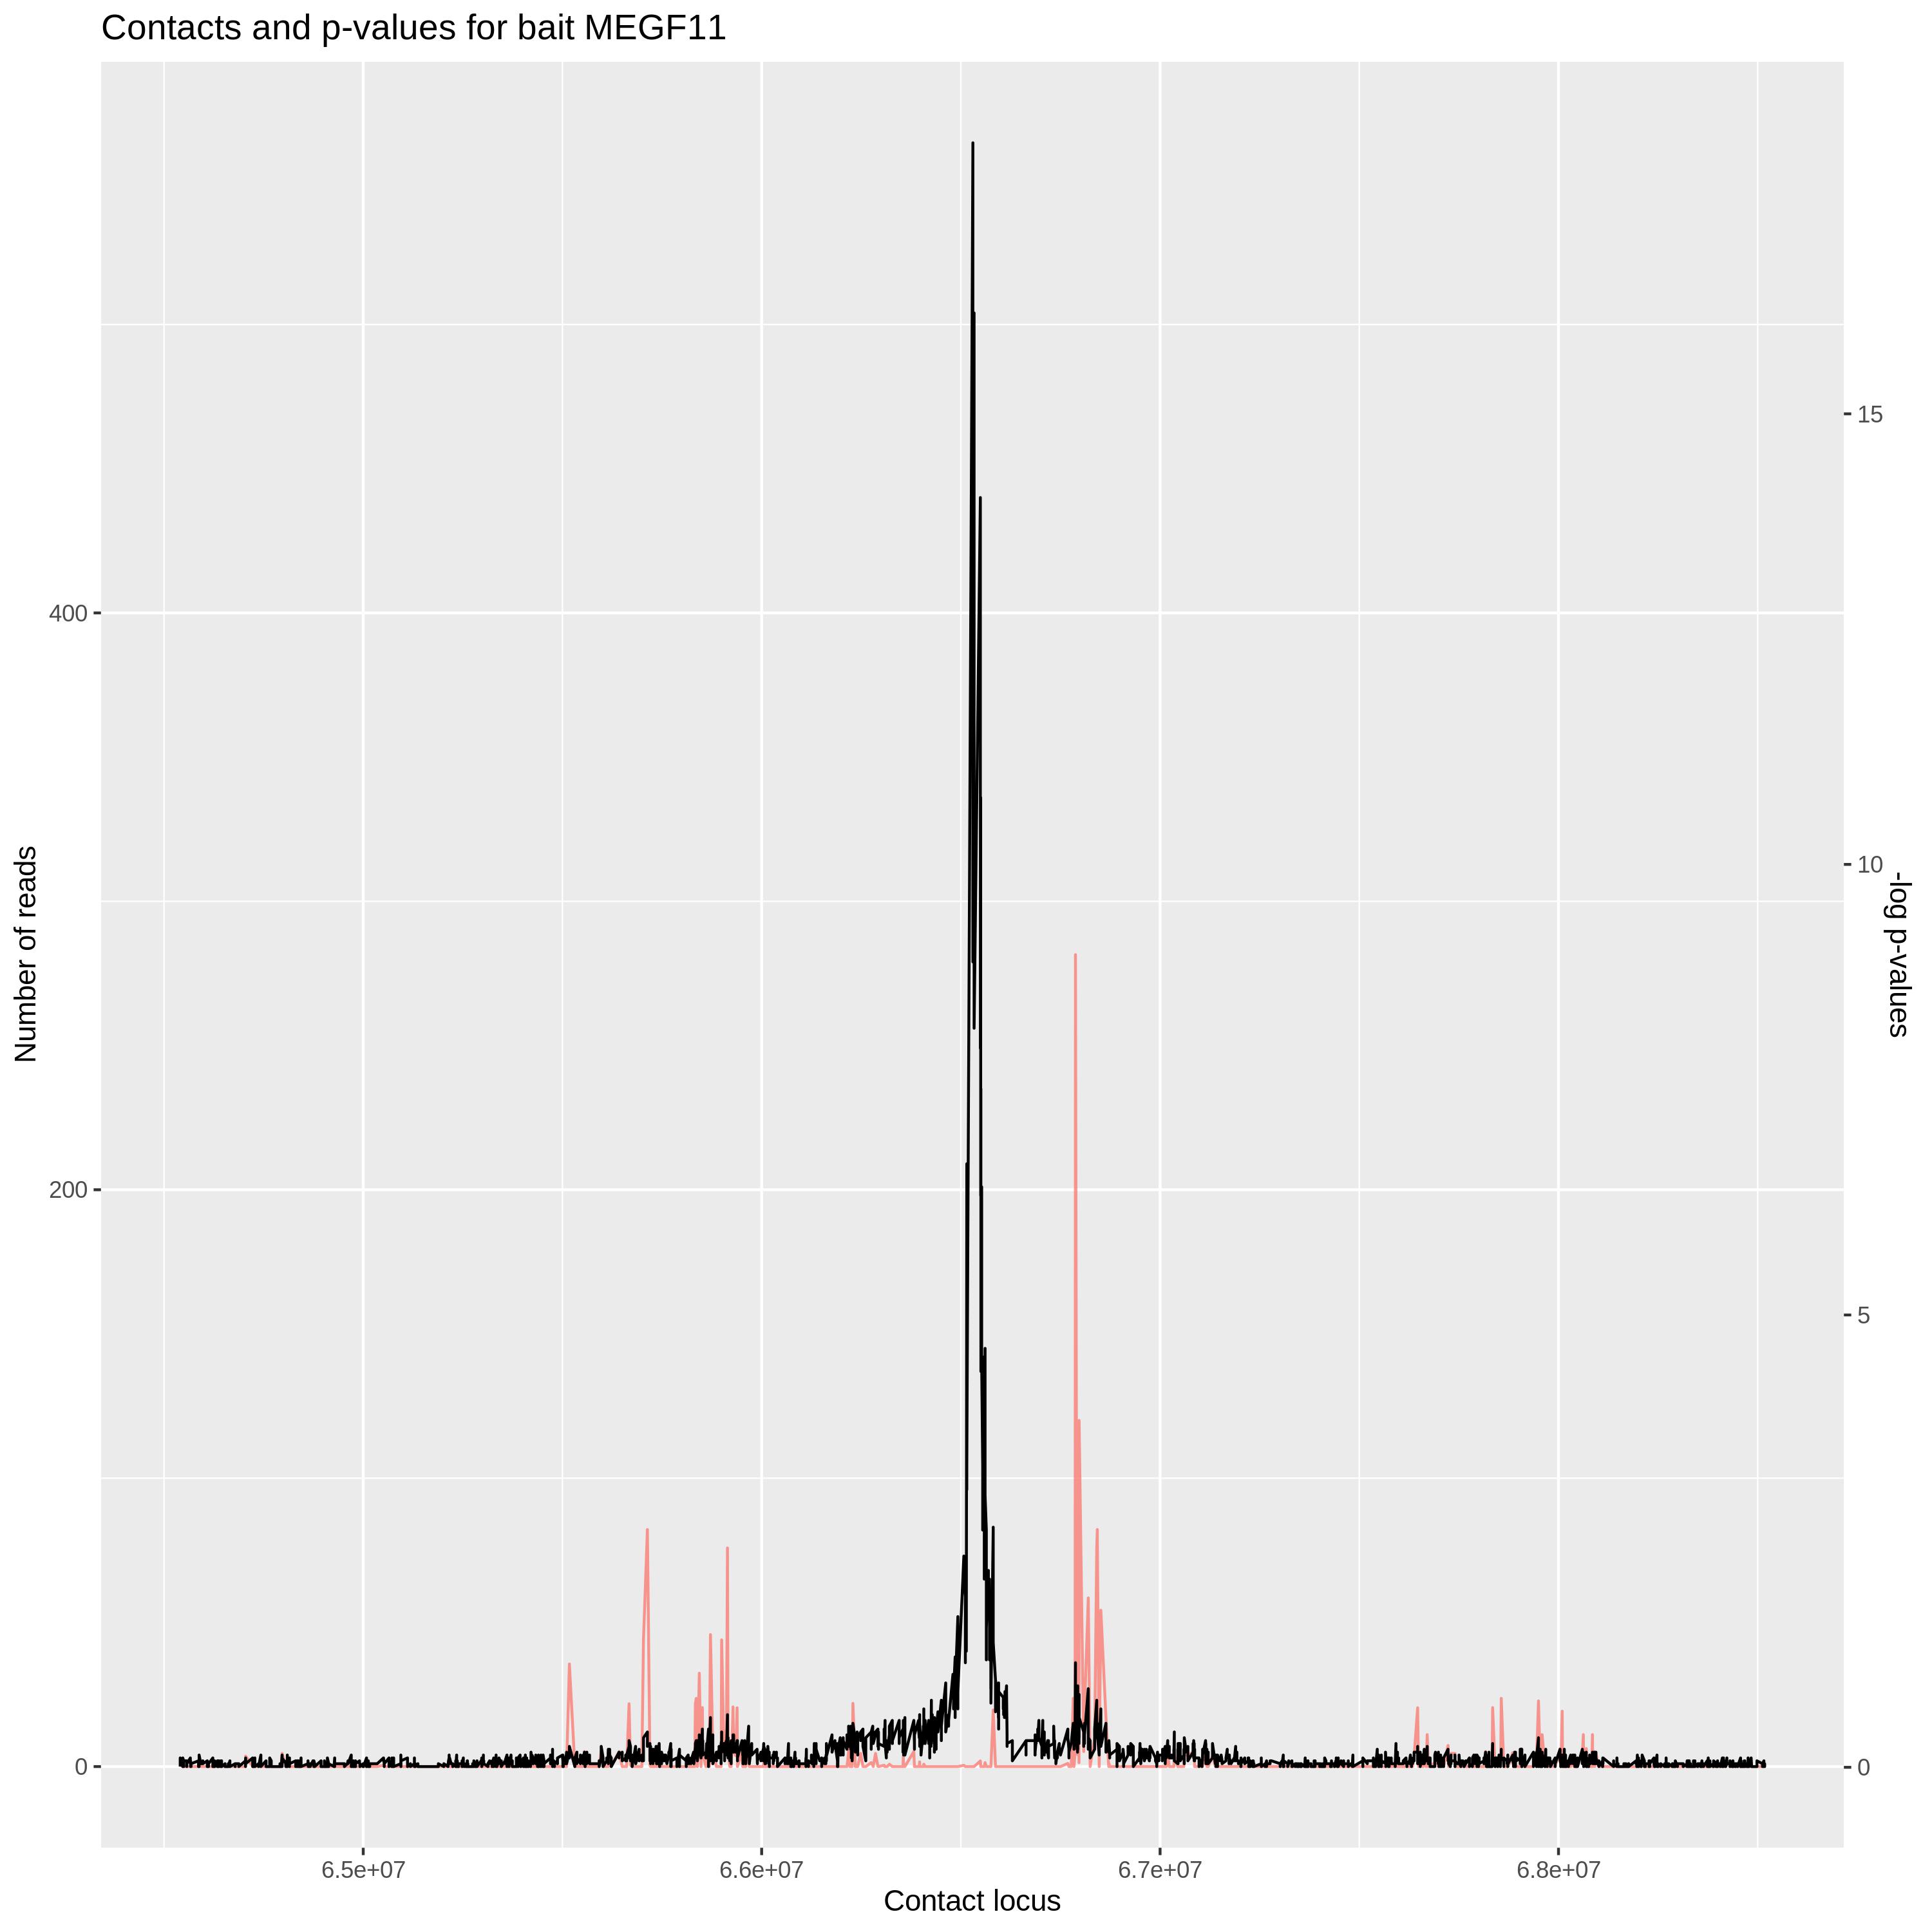 Contacts and p-values for bait MEGF11
Number of reads
400
200
0
15
10
5
0
-log p-values
6.5e+07
6.6e+07
6.7e+07
6.8e+07
Contact locus